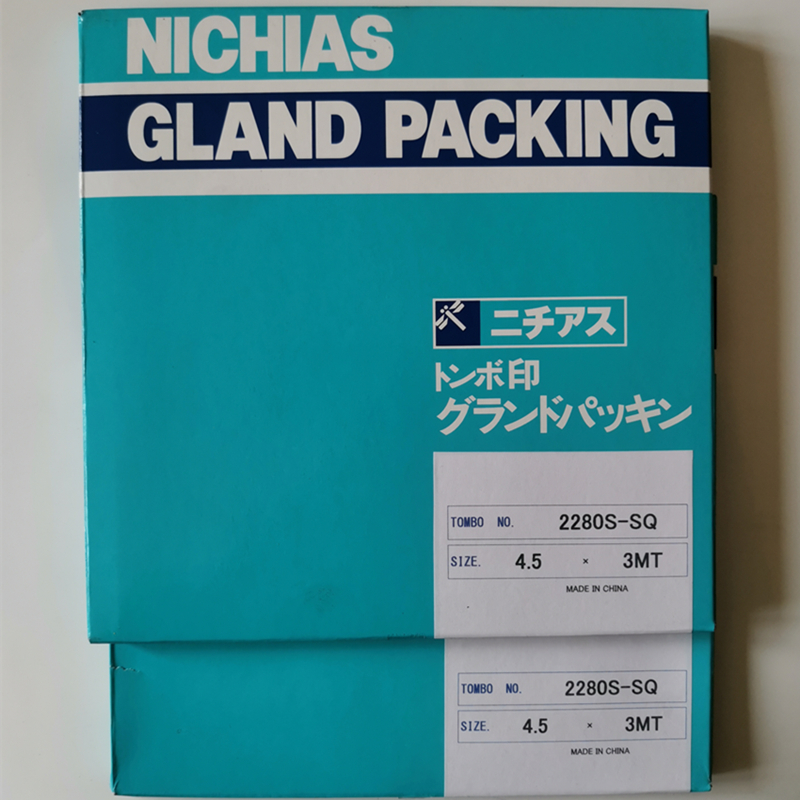 NICHIAS
GLAND PACKING
ニチアス
トンボ印
グランドパッキン
TOMBO NO. 2280S-SQ
SIZE. 4.5 × 3MT
MADE IN CHINA
TOMBO NO. 2280S-SQ
SIZE. 4.5 × 3MT
MADE IN CHINA